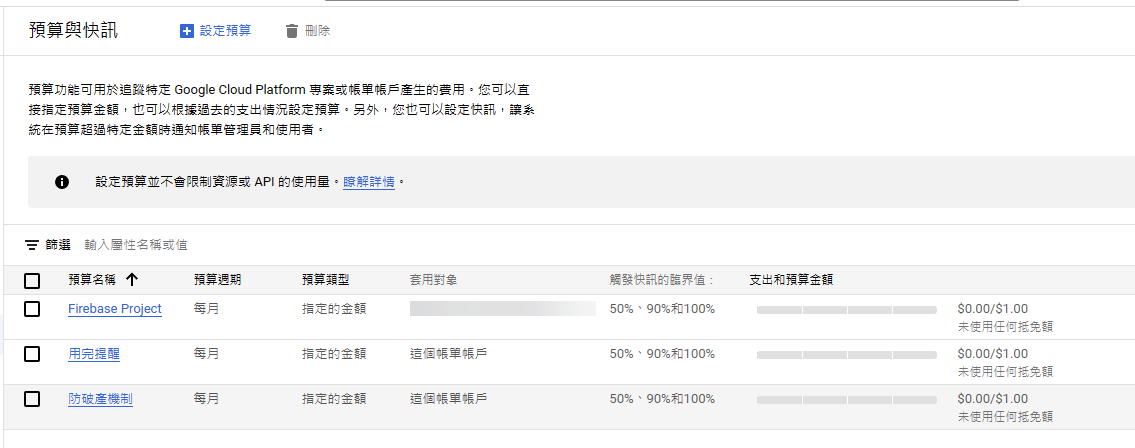 預算與快訊 設定預算 刪除
預算功能可用於追蹤特定 Google Cloud Platform 專案或帳單帳戶產生的費用。您可以直
接指定預算金額，也可以根據過去的支出情況設定預算。另外，您也可以設定快訊，讓系
統在預算超過特定金額時通知帳單管理員和使用者。
設定預算並不會限制資源或 API 的使用量。瞭解詳情。
篩選 輸入屬性名稱或值
預算名稱 預算週期 預算類型 套用對象 觸發快訊的臨界值： 支出和預算金額
Firebase Project 每月 指定的金額 50%、90%和100% $0.00/$1.00
未使用任何抵免額
用完提醒 每月 指定的金額 這個帳單帳戶 50%、90%和100% $0.00/$1.00
未使用任何抵免額
防破產機制 每月 指定的金額 這個帳單帳戶 50%、90%和100% $0.00/$1.00
未使用任何抵免額